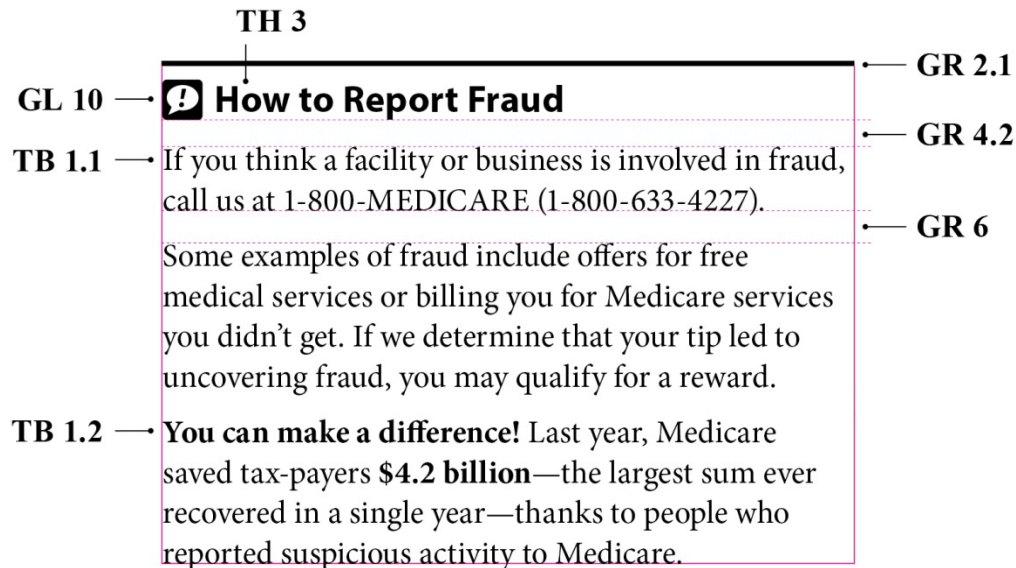 TH 3
GR 2.1
GL 10
How to Report Fraud
GR 4.2
TB 1.1
If you think a facility or business is involved in fraud,
call us at 1-800-MEDICARE (1-800-633-4227).
GR 6
Some examples of fraud include offers for free
medical services or billing you for Medicare services
you didn’t get. If we determine that your tip led to
uncovering fraud, you may qualify for a reward.
TB 1.2
You can make a difference! Last year, Medicare
saved tax-payers $4.2 billion—the largest sum ever
recovered in a single year—thanks to people who
reported suspicious activity to Medicare.